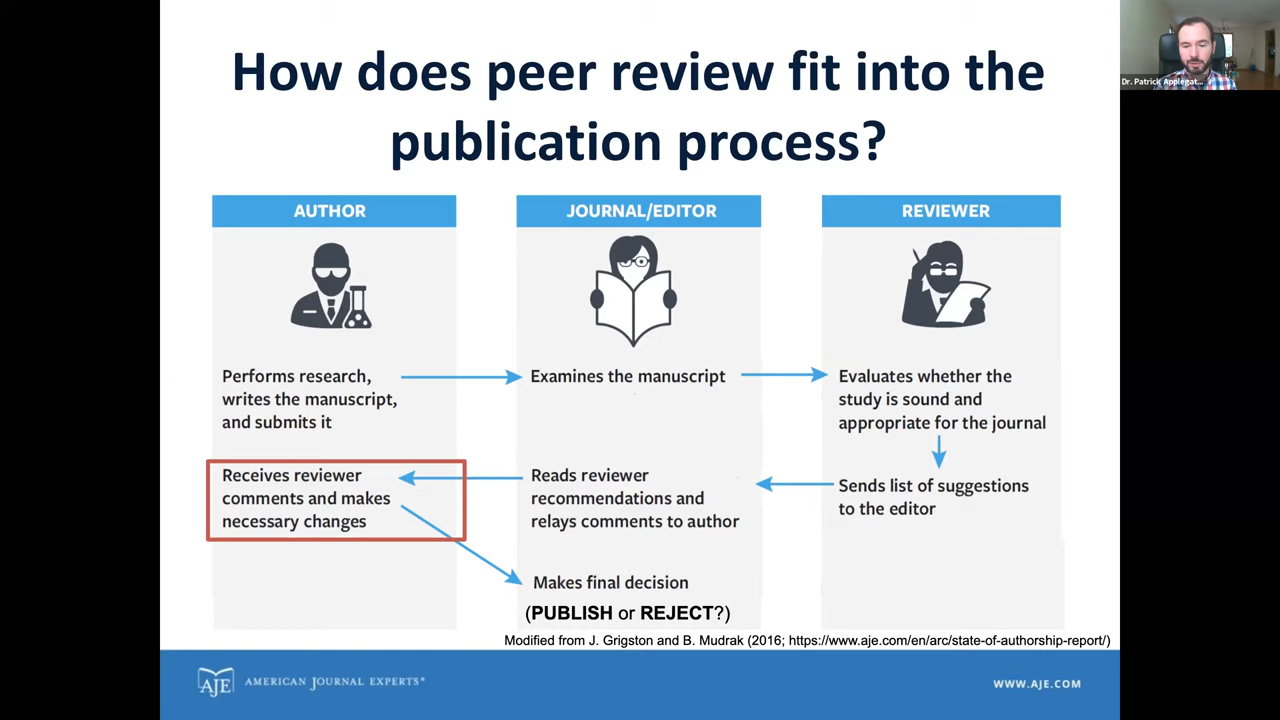 How does peer review fit into the
publication process?
AUTHOR
JOURNAL/EDITOR
REVIEWER
Performs research,
writes the manuscript,
and submits it
Examines the manuscript
Evaluates whether the
study is sound and
appropriate for the journal
Receives reviewer
comments and makes
necessary changes
Reads reviewer
recommendations and
relays comments to author
Sends list of suggestions
to the editor
Makes final decision
(PUBLISH or REJECT?)
Modified from J. Grigston and B. Mudrak (2016; https://www.aje.com/en/arc/state-of-authorship-report/)
AJE AMERICAN JOURNAL EXPERTS®
WWW.AJE.COM
Dr. Patrick Applegat...